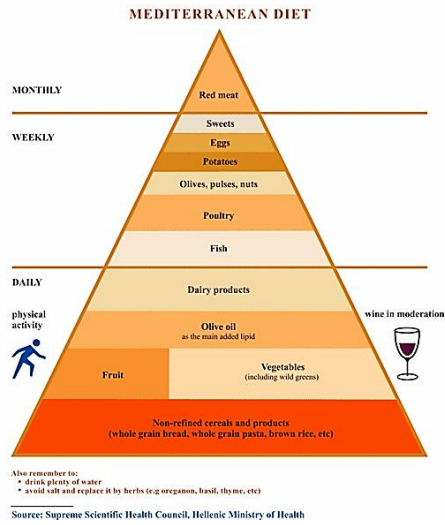 MEDITERRANEAN DIET
MONTHLY
Red meat
WEEKLY
Sweets
Eggs
Potatoes
Olives, pulses, nuts
Poultry
Fish
DAILY
Dairy products
physical
activity
wine in moderation
Olive oil
as the main added lipid
Fruit
Vegetables
(including wild greens)
Non-refined cereals and products
(whole grain bread, whole grain pasta, brown rice, etc)
Also remember to:
• drink plenty of water
• avoid salt and replace it by herbs (e.g oreganon, basil, thyme, etc)
Source: Supreme Scientific Health Council, Hellenic Ministry of Health